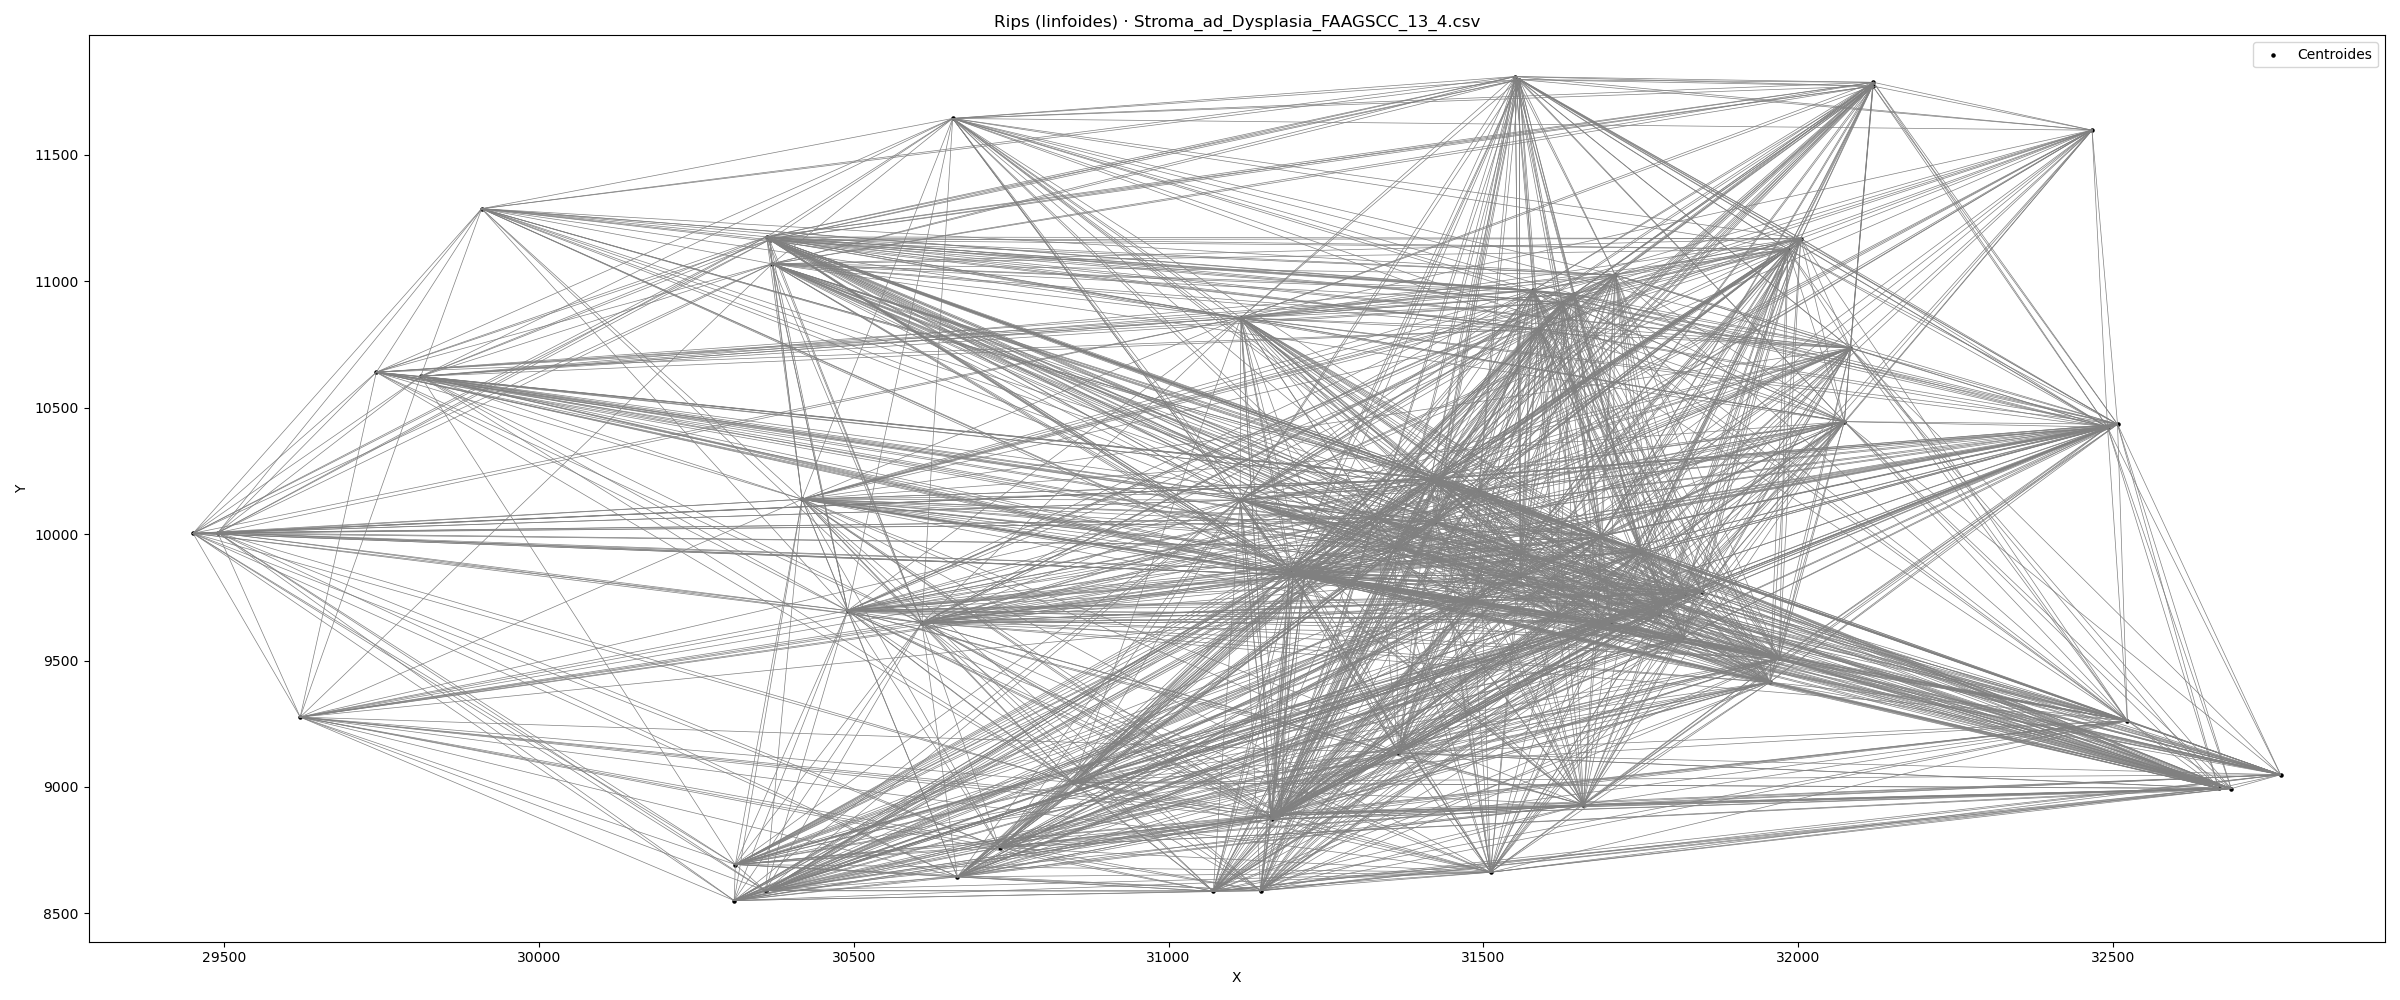 Rips (linfoides) · Stroma_ad_Dysplasia_FAAGSCC_13_4.csv
Centroides
11500
11000
10500
10000
9500
9000
8500
Y
29500 30000 30500 31000 31500 32000 32500
X